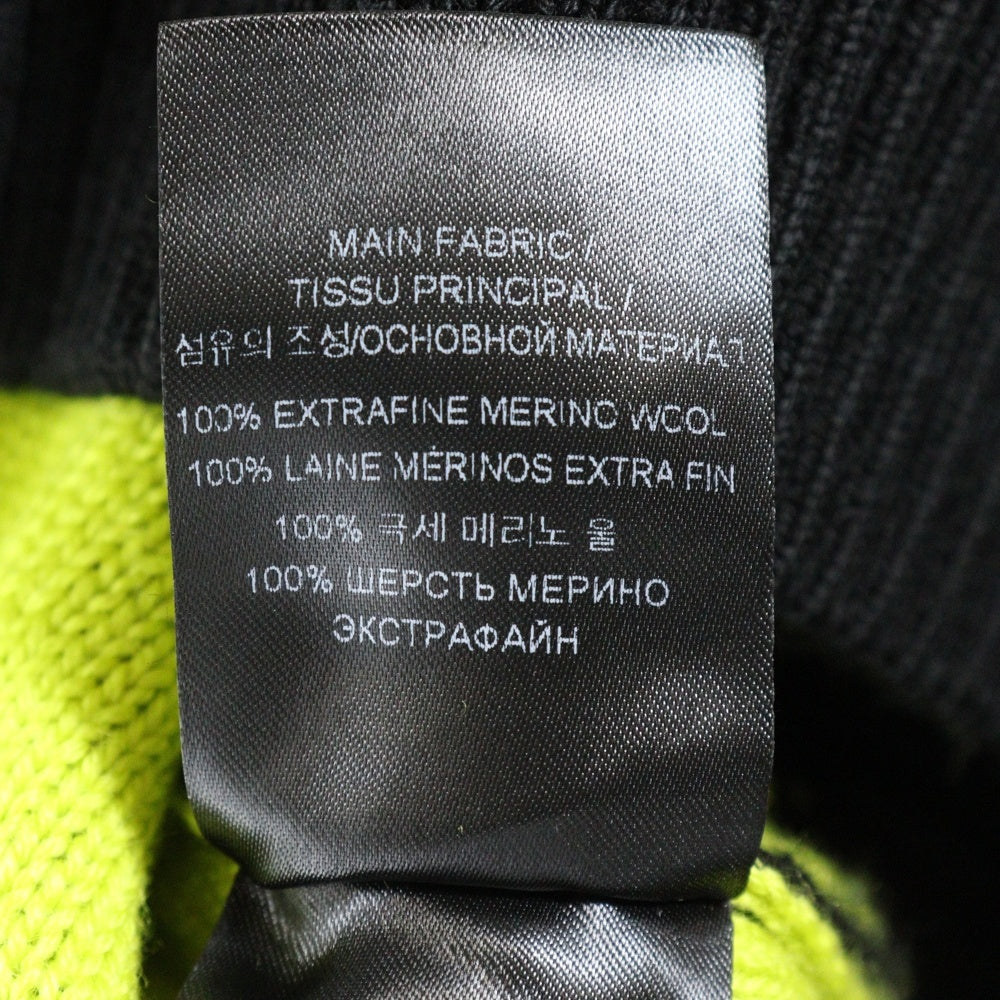 MAIN FABRIC /
TISSU PRINCIPAL /
섬유의 조성/ОСНОВНОЙ МАТЕРИАЛ
100% EXTRAFINE MERINO WOOL
100% LAINE MÉRINOS EXTRA FIN
100% 극세 메리노 울
100% ШЕРСТЬ МЕРИНО
ЭКСТРАФАЙН